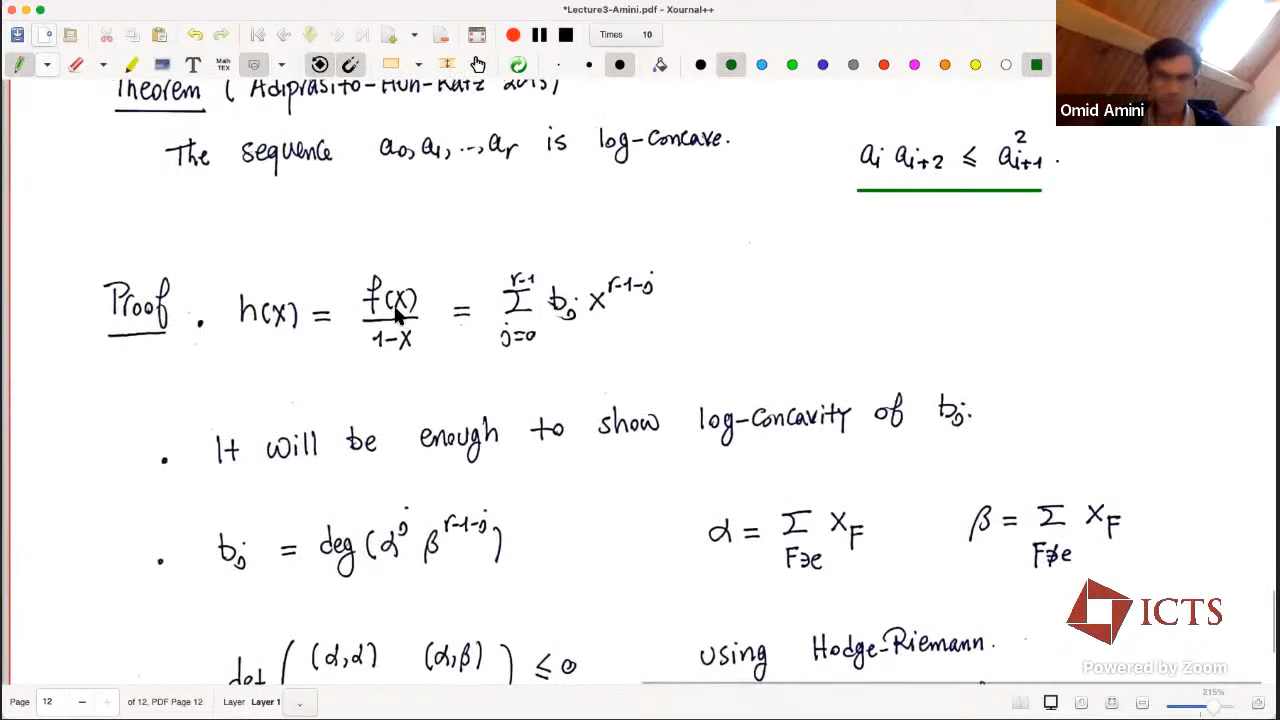 *Lecture3-Amini.pdf - Xournal++
Times 10
Math
TEX
Omid Amini
Theorem ( Adiprasito-Huh-Katz 2015)
The sequence a₀, a₁, ..., aᵣ is log-concave.
aᵢ aᵢ₊₂ ≤ a²ᵢ₊₁ .
Proof . h(x) = f(x)/(1-x) = Σ_{j=0}^{r-1} bⱼ x^{r-1-j}
. It will be enough to show log-concavity of bⱼ.
. bⱼ = deg(α^j β^{r-1-j}) α = Σ_{F∋e} x_F β = Σ_{F∌e} x_F
det ( (α,α) (α,β) ) ≤ 0 using Hodge-Riemann.
ICTS
Powered by Zoom
Page 12 of 12, PDF Page 12 Layer Layer 1 215%